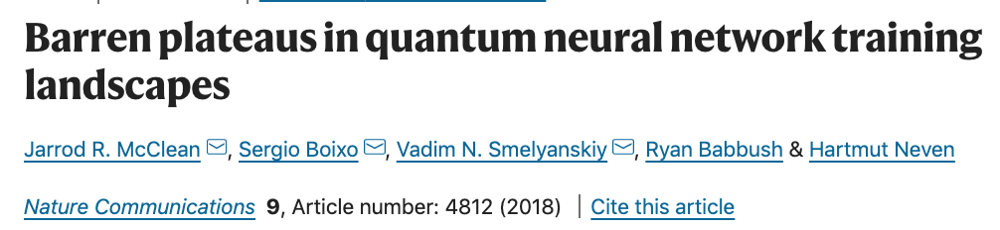 Barren plateaus in quantum neural network training
landscapes
Jarrod R. McClean, Sergio Boixo, Vadim N. Smelyanskiy, Ryan Babbush & Hartmut Neven
Nature Communications 9, Article number: 4812 (2018) | Cite this article